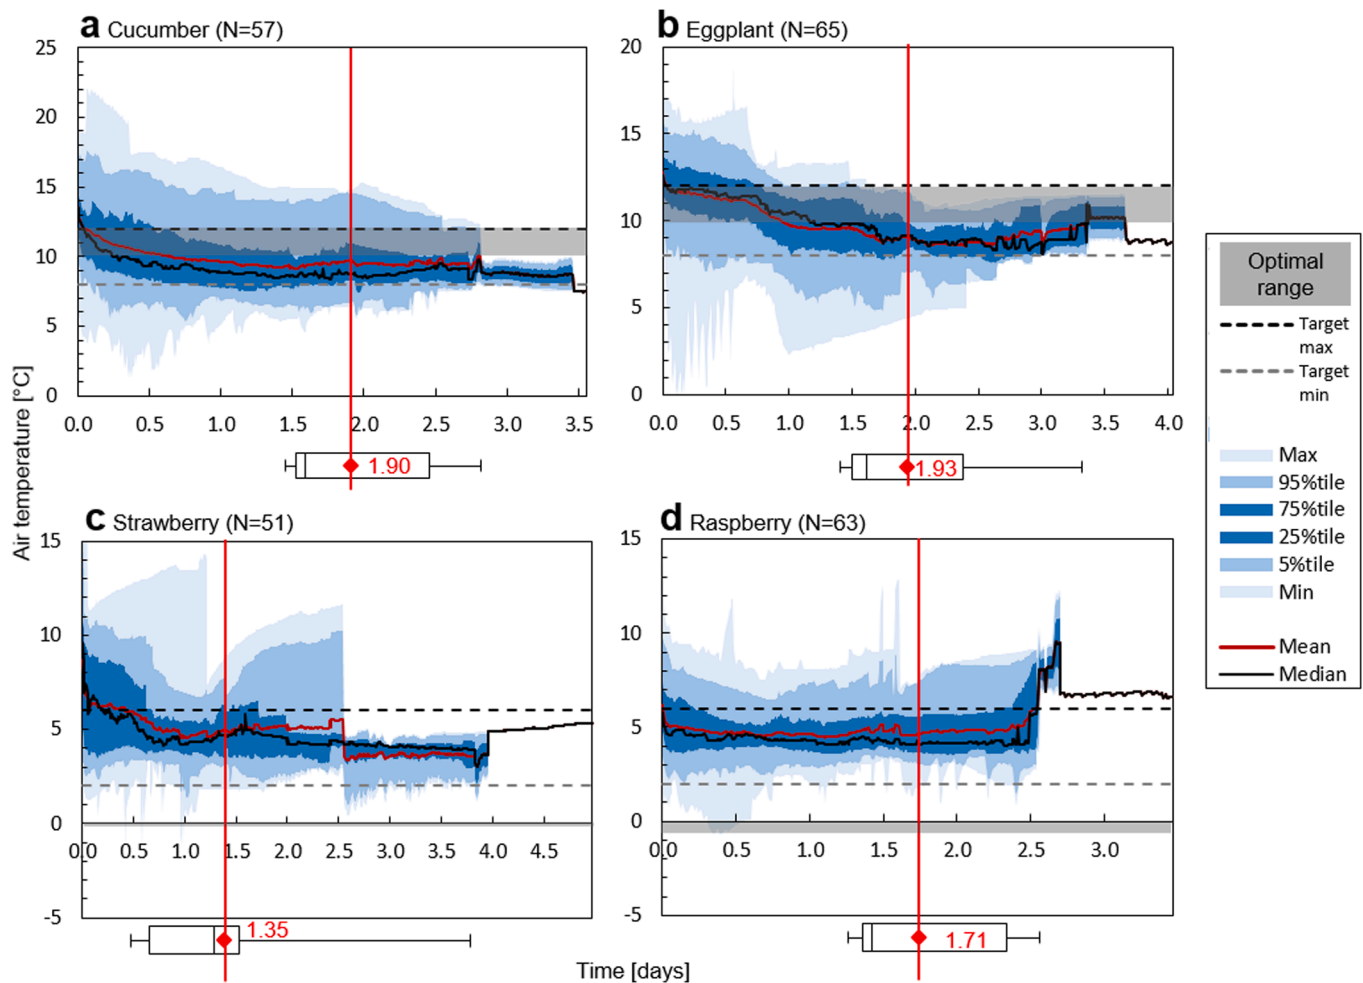 a Cucumber (N=57)
25
20
15
10
5
0
0.0 0.5 1.0 1.5 2.0 2.5 3.0 3.5
1.90
b Eggplant (N=65)
20
15
10
5
0
0.0 0.5 1.0 1.5 2.0 2.5 3.0 3.5 4.0
1.93
Air temperature [°C]
c Strawberry (N=51)
15
10
5
0
-5
0.0 0.5 1.0 1.5 2.0 2.5 3.0 3.5 4.0 4.5
1.35
d Raspberry (N=63)
15
10
5
0
-5
0.0 0.5 1.0 1.5 2.0 2.5 3.0
1.71
Time [days]
Optimal
range
Target
max
Target
min
Max
95%tile
75%tile
25%tile
5%tile
Min
Mean
Median